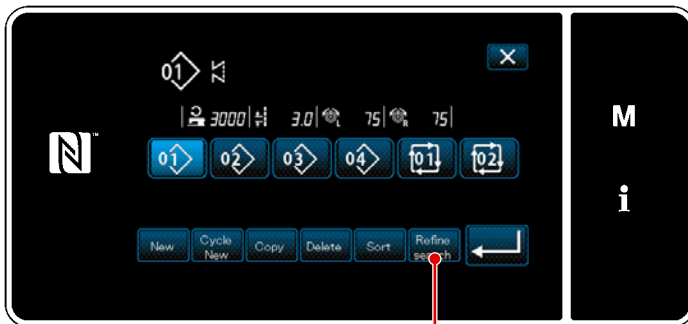 01
3000 3.0 L 75 R 75
01 02 03 04 01 02
New Cycle New Copy Delete Sort Refine search
M
i
N